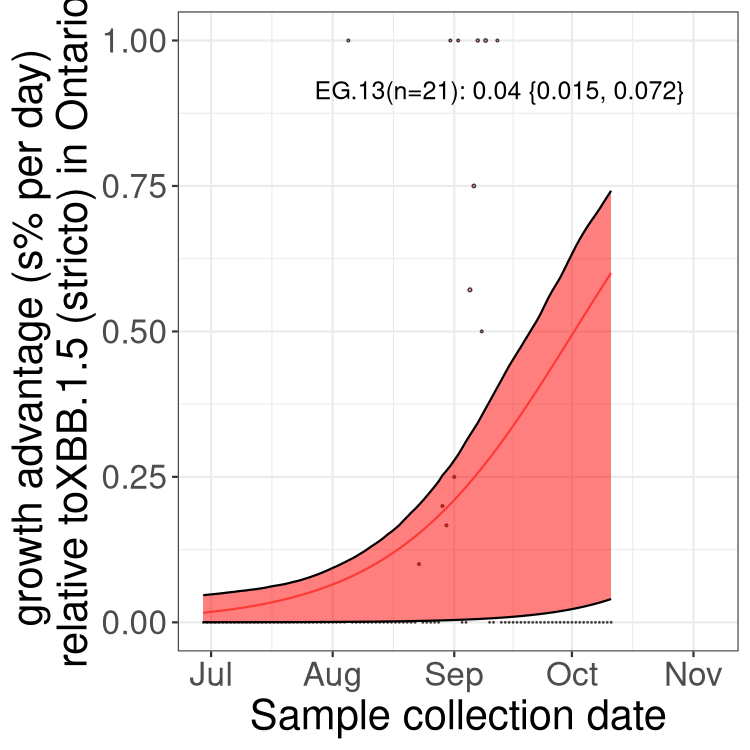 growth advantage (s% per day)
relative toXBB.1.5 (stricto) in Ontario
1.00
0.75
0.50
0.25
0.00
EG.13(n=21): 0.04 {0.015, 0.072}
Jul Aug Sep Oct Nov
Sample collection date